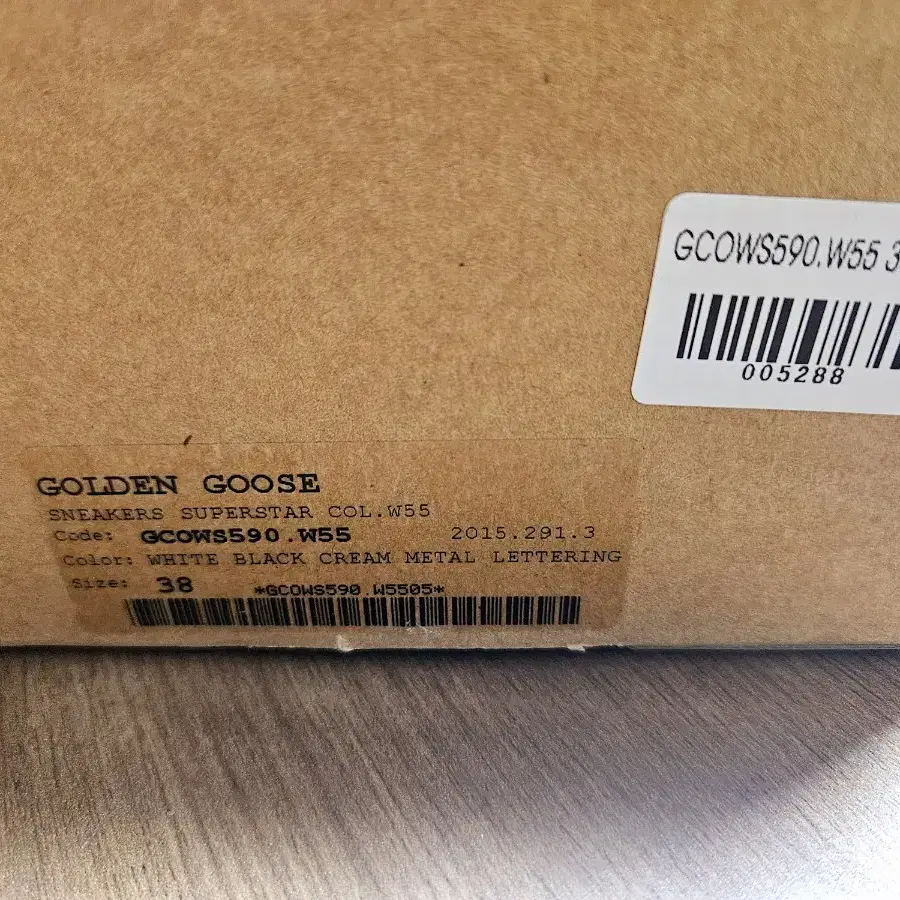 GCOWS590.W55 3
005288
GOLDEN GOOSE
SNEAKERS SUPERSTAR COL.W55
Code: GCOWS590.W55 2015.291.3
Color: WHITE BLACK CREAM METAL LETTERING
Size: 38 *GCOWS590.W5505*